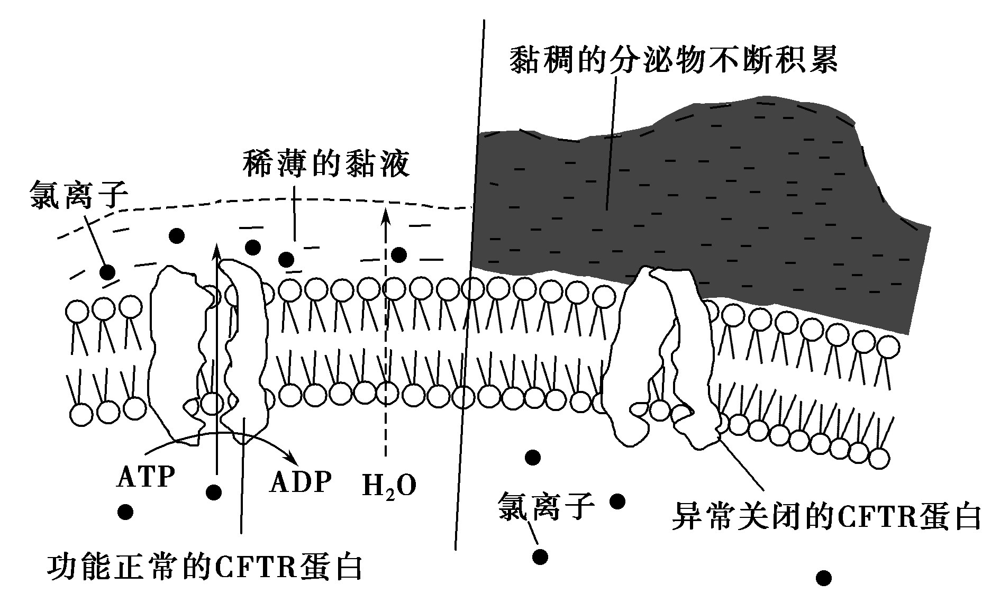 黏稠的分泌物不断积累
稀薄的黏液
氯离子
ATP
ADP
H₂O
氯离子
异常关闭的CFTR蛋白
功能正常的CFTR蛋白